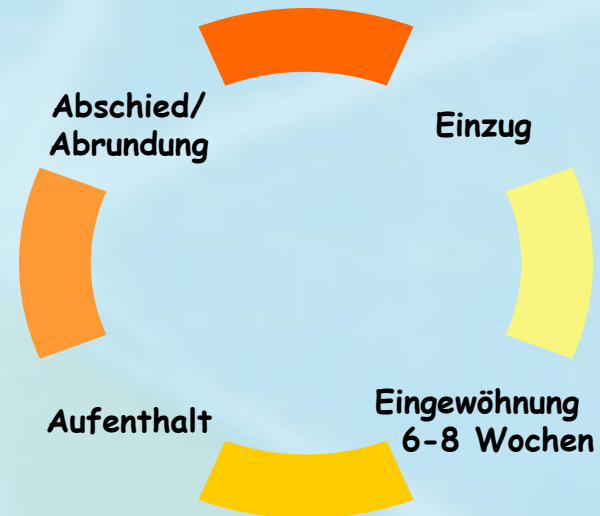 Abschied/
Abrundung
Einzug
Aufenthalt
Eingewöhnung
6-8 Wochen